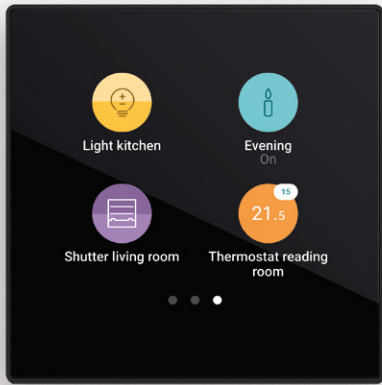 Light kitchen
Evening
On
Shutter living room
15
21.5
Thermostat reading
room